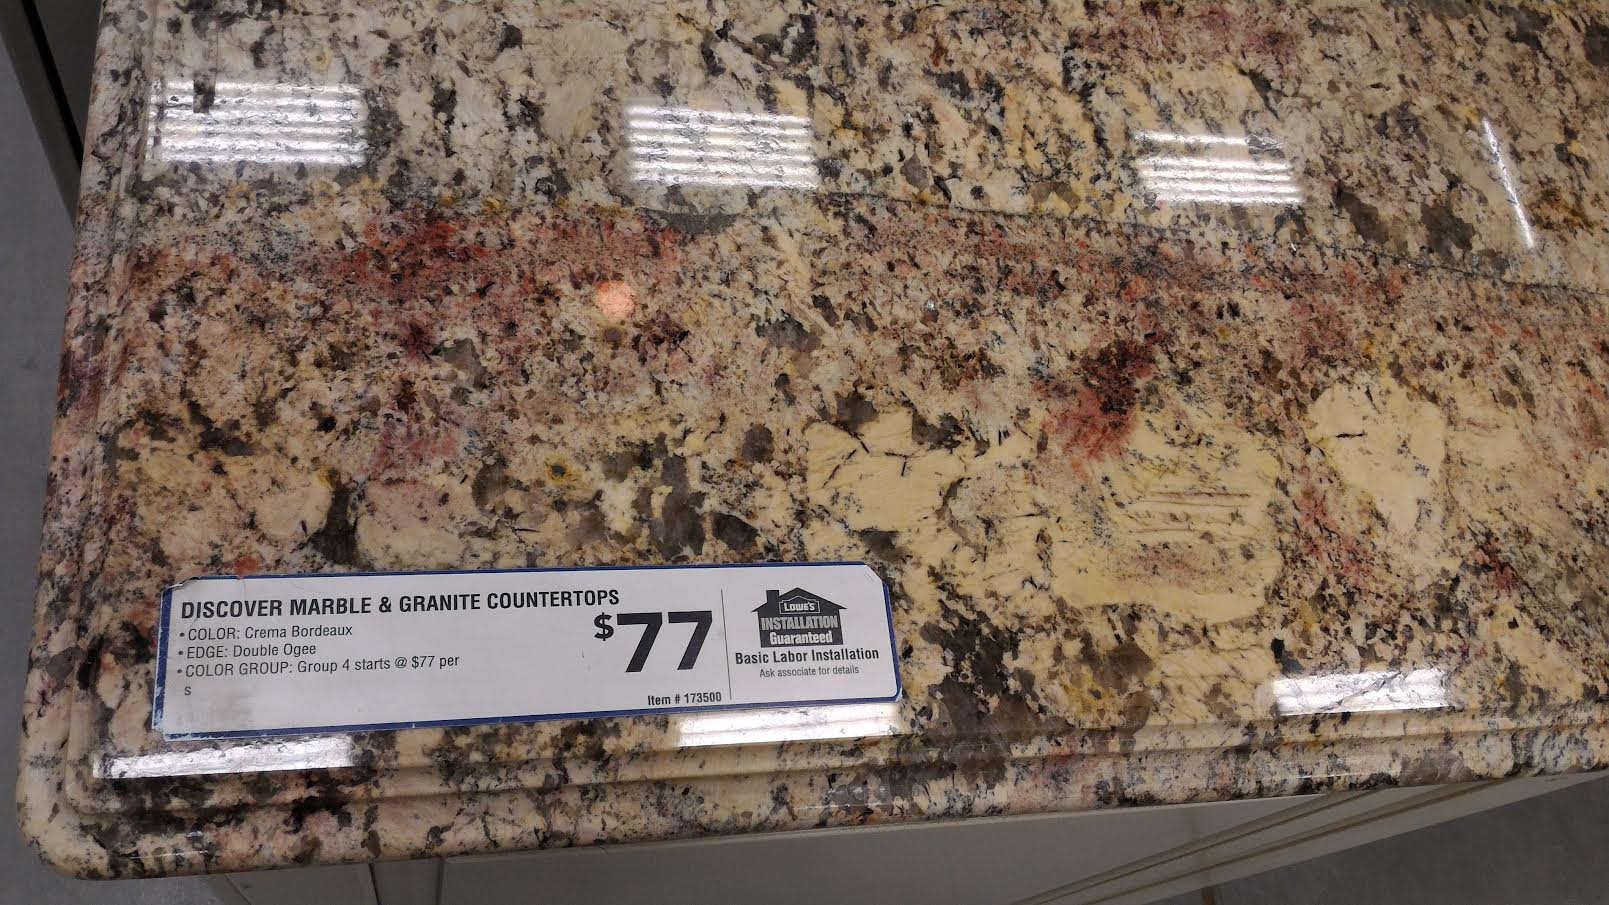 DISCOVER MARBLE & GRANITE COUNTERTOPS
• COLOR: Crema Bordeaux
• EDGE: Double Ogee
• COLOR GROUP: Group 4 starts @ $77 per
s
$77
Item # 173500
LOWE'S
INSTALLATION
Guaranteed
Basic Labor Installation
Ask associate for details